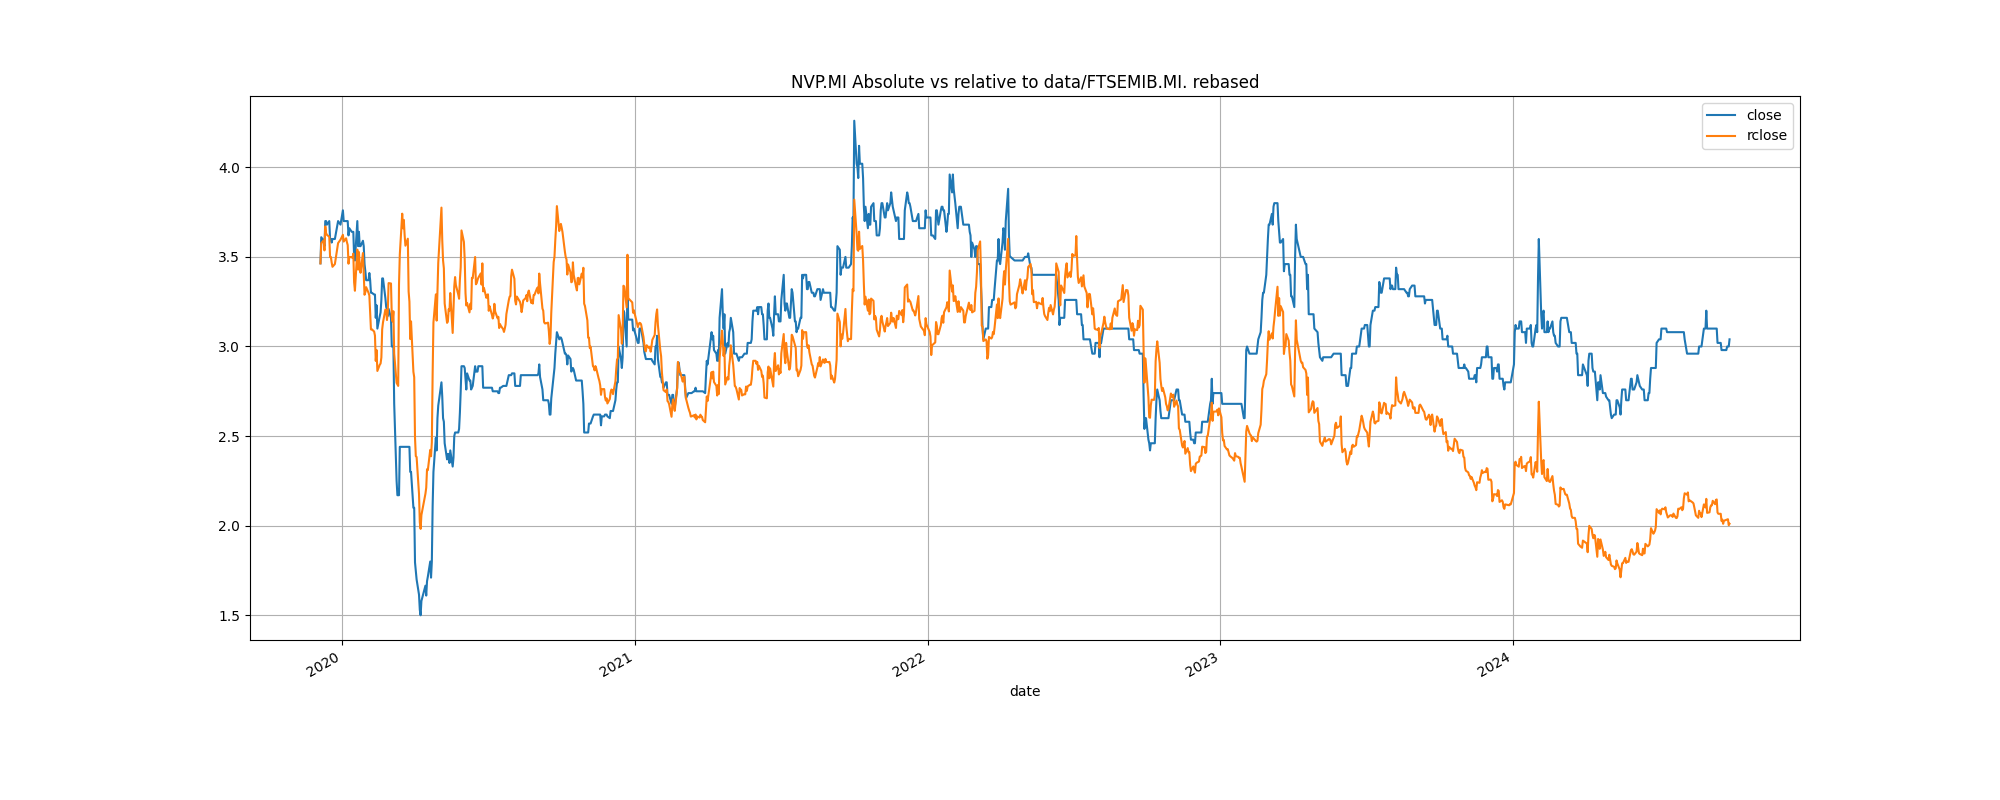 NVP.MI Absolute vs relative to data/FTSEMIB.MI. rebased
close
rclose
4.0
3.5
3.0
2.5
2.0
1.5
2020
2021
2022
2023
2024
date